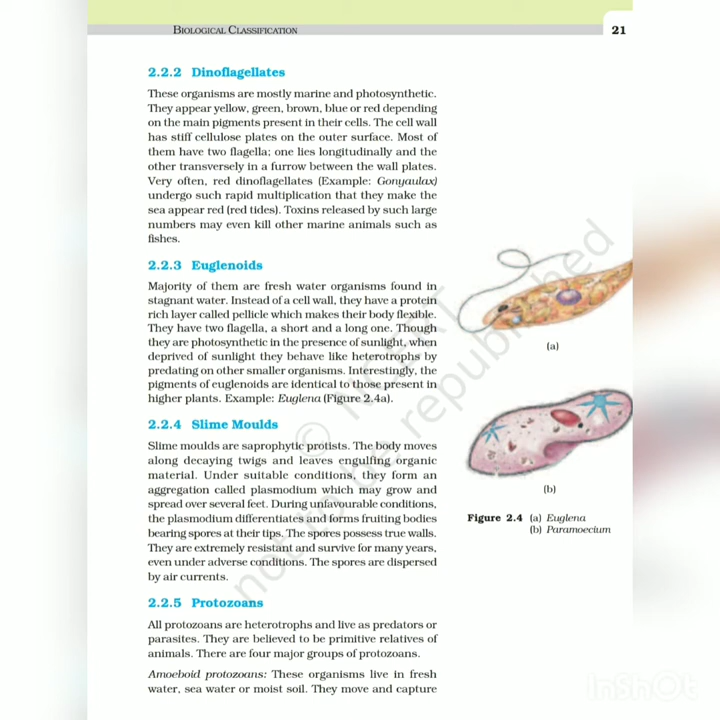 BIOLOGICAL CLASSIFICATION
21
2.2.2 Dinoflagellates
These organisms are mostly marine and photosynthetic.
They appear yellow, green, brown, blue or red depending
on the main pigments present in their cells. The cell wall
has stiff cellulose plates on the outer surface. Most of
them have two flagella; one lies longitudinally and the
other transversely in a furrow between the wall plates.
Very often, red dinoflagellates (Example: Gonyaulax)
undergo such rapid multiplication that they make the
sea appear red (red tides). Toxins released by such large
numbers may even kill other marine animals such as
fishes.
2.2.3 Euglenoids
Majority of them are fresh water organisms found in
stagnant water. Instead of a cell wall, they have a protein
rich layer called pellicle which makes their body flexible.
They have two flagella, a short and a long one. Though
they are photosynthetic in the presence of sunlight, when
deprived of sunlight they behave like heterotrophs by
predating on other smaller organisms. Interestingly, the
pigments of euglenoids are identical to those present in
higher plants. Example: Euglena (Figure 2.4a).
2.2.4 Slime Moulds
Slime moulds are saprophytic protists. The body moves
along decaying twigs and leaves engulfing organic
material. Under suitable conditions, they form an
aggregation called plasmodium which may grow and
spread over several feet. During unfavourable conditions,
the plasmodium differentiates and forms fruiting bodies
bearing spores at their tips. The spores possess true walls.
They are extremely resistant and survive for many years,
even under adverse conditions. The spores are dispersed
by air currents.
2.2.5 Protozoans
All protozoans are heterotrophs and live as predators or
parasites. They are believed to be primitive relatives of
animals. There are four major groups of protozoans.
Amoeboid protozoans: These organisms live in fresh
water, sea water or moist soil. They move and capture
(a)
(b)
Figure 2.4 (a) Euglena
(b) Paramoecium
© NCERT
not to be republished
InShOt